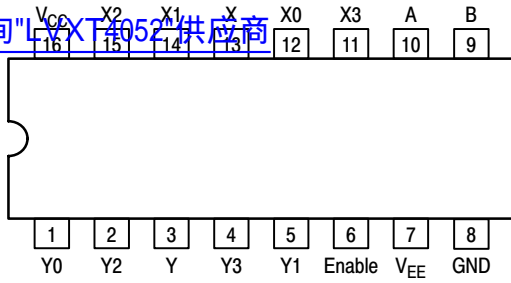 VCC X2 X1 X X0 X3 A B
询"LVXT4052"供应商
16 15 14 13 12 11 10 9
1 2 3 4 5 6 7 8
Y0 Y2 Y Y3 Y1 Enable VEE GND